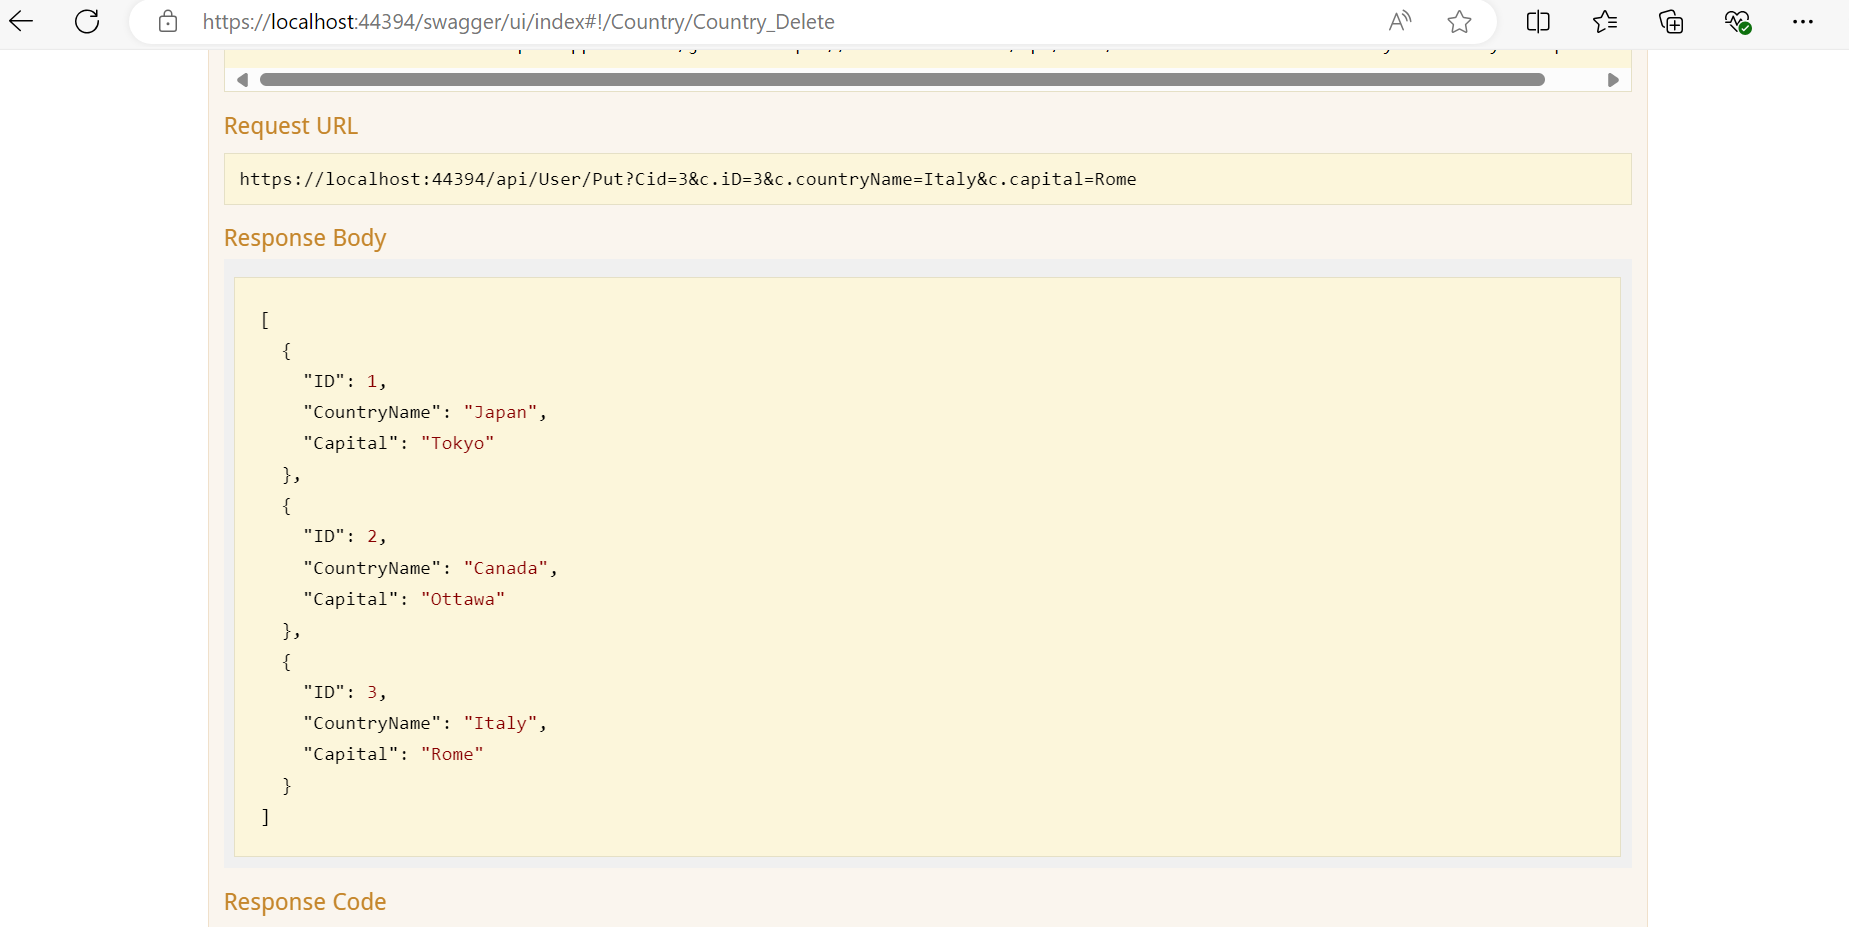 https://localhost:44394/swagger/ui/index#!/Country/Country_Delete
Request URL
https://localhost:44394/api/User/Put?Cid=3&c.iD=3&c.countryName=Italy&c.capital=Rome
Response Body
[
  {
    "ID": 1,
    "CountryName": "Japan",
    "Capital": "Tokyo"
  },
  {
    "ID": 2,
    "CountryName": "Canada",
    "Capital": "Ottawa"
  },
  {
    "ID": 3,
    "CountryName": "Italy",
    "Capital": "Rome"
  }
]
Response Code